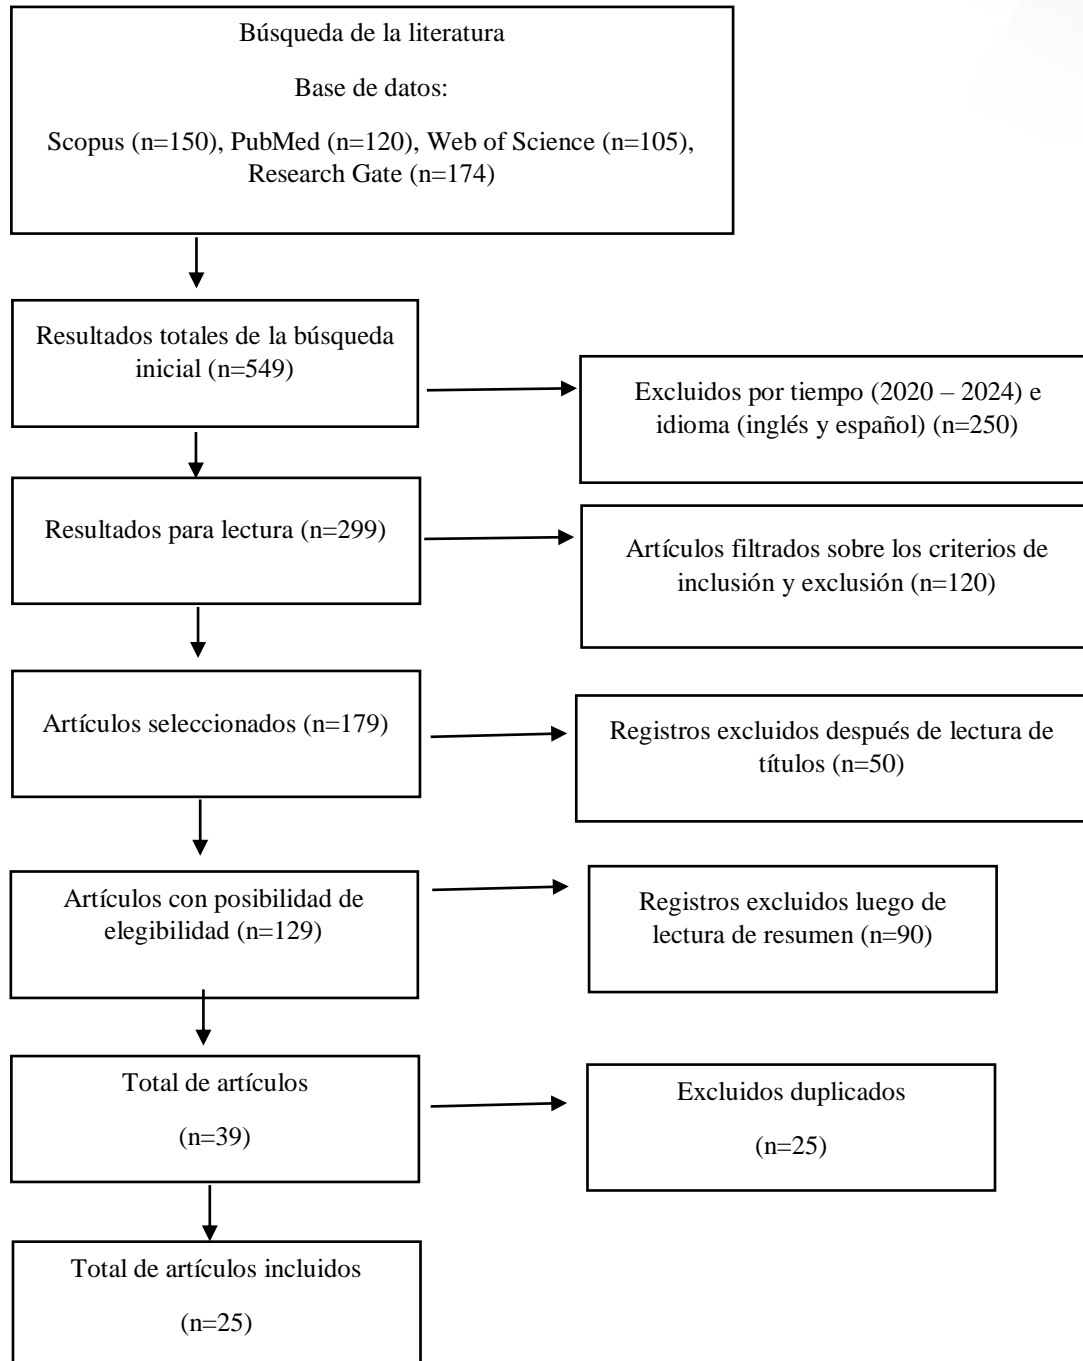 Búsqueda de la literatura
Base de datos:
Scopus (n=150), PubMed (n=120), Web of Science (n=105),
Research Gate (n=174)
Resultados totales de la búsqueda
inicial (n=549)
Excluidos por tiempo (2020 – 2024) e
idioma (inglés y español) (n=250)
Resultados para lectura (n=299)
Artículos filtrados sobre los criterios de
inclusión y exclusión (n=120)
Artículos seleccionados (n=179)
Registros excluidos después de lectura de
títulos (n=50)
Artículos con posibilidad de
elegibilidad (n=129)
Registros excluidos luego de
lectura de resumen (n=90)
Total de artículos
(n=39)
Excluidos duplicados
(n=25)
Total de artículos incluidos
(n=25)